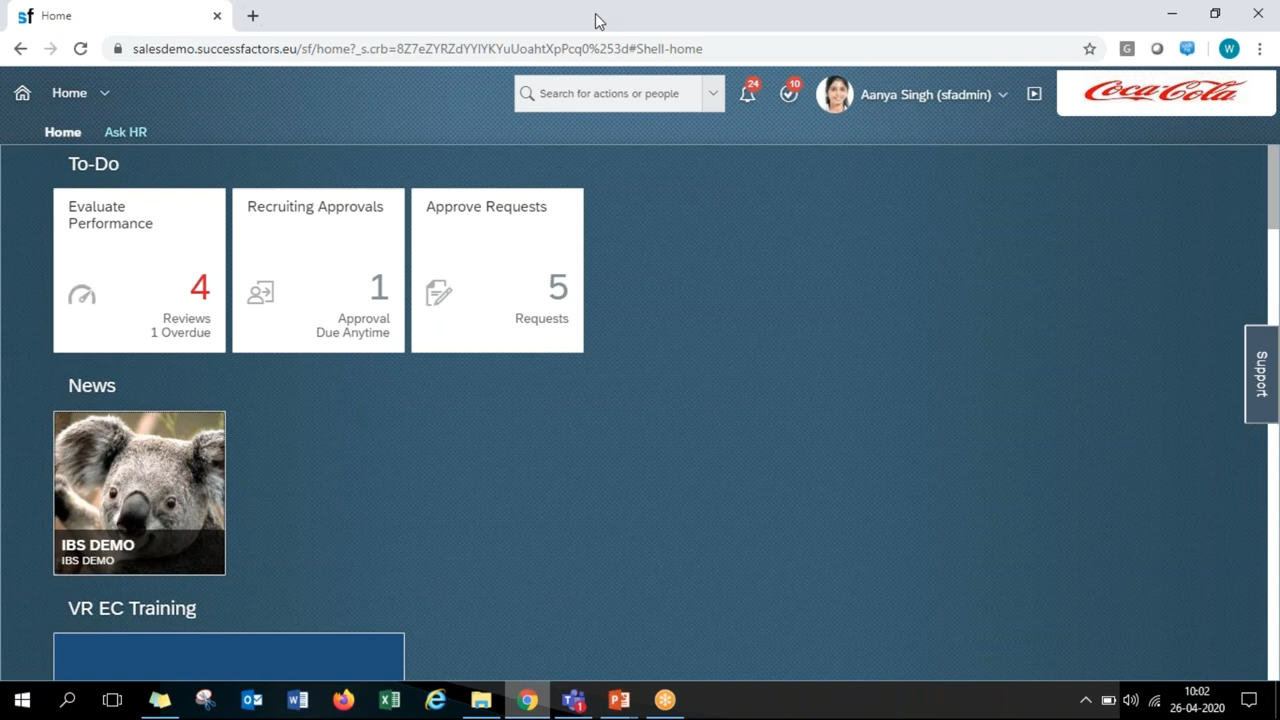 sf Home
salesdemo.successfactors.eu/sf/home?_s.crb=8Z7eZYRZdYYlYKYuUoahtXpPcq0%253d#Shell-home
G
W
Home
Search for actions or people
24
10
Aanya Singh (sfadmin)
Coca-Cola
Home
Ask HR
To-Do
Evaluate
Performance
4
Reviews
1 Overdue
Recruiting Approvals
1
Approval
Due Anytime
Approve Requests
5
Requests
Support
News
IBS DEMO
IBS DEMO
VR EC Training
10:02
26-04-2020